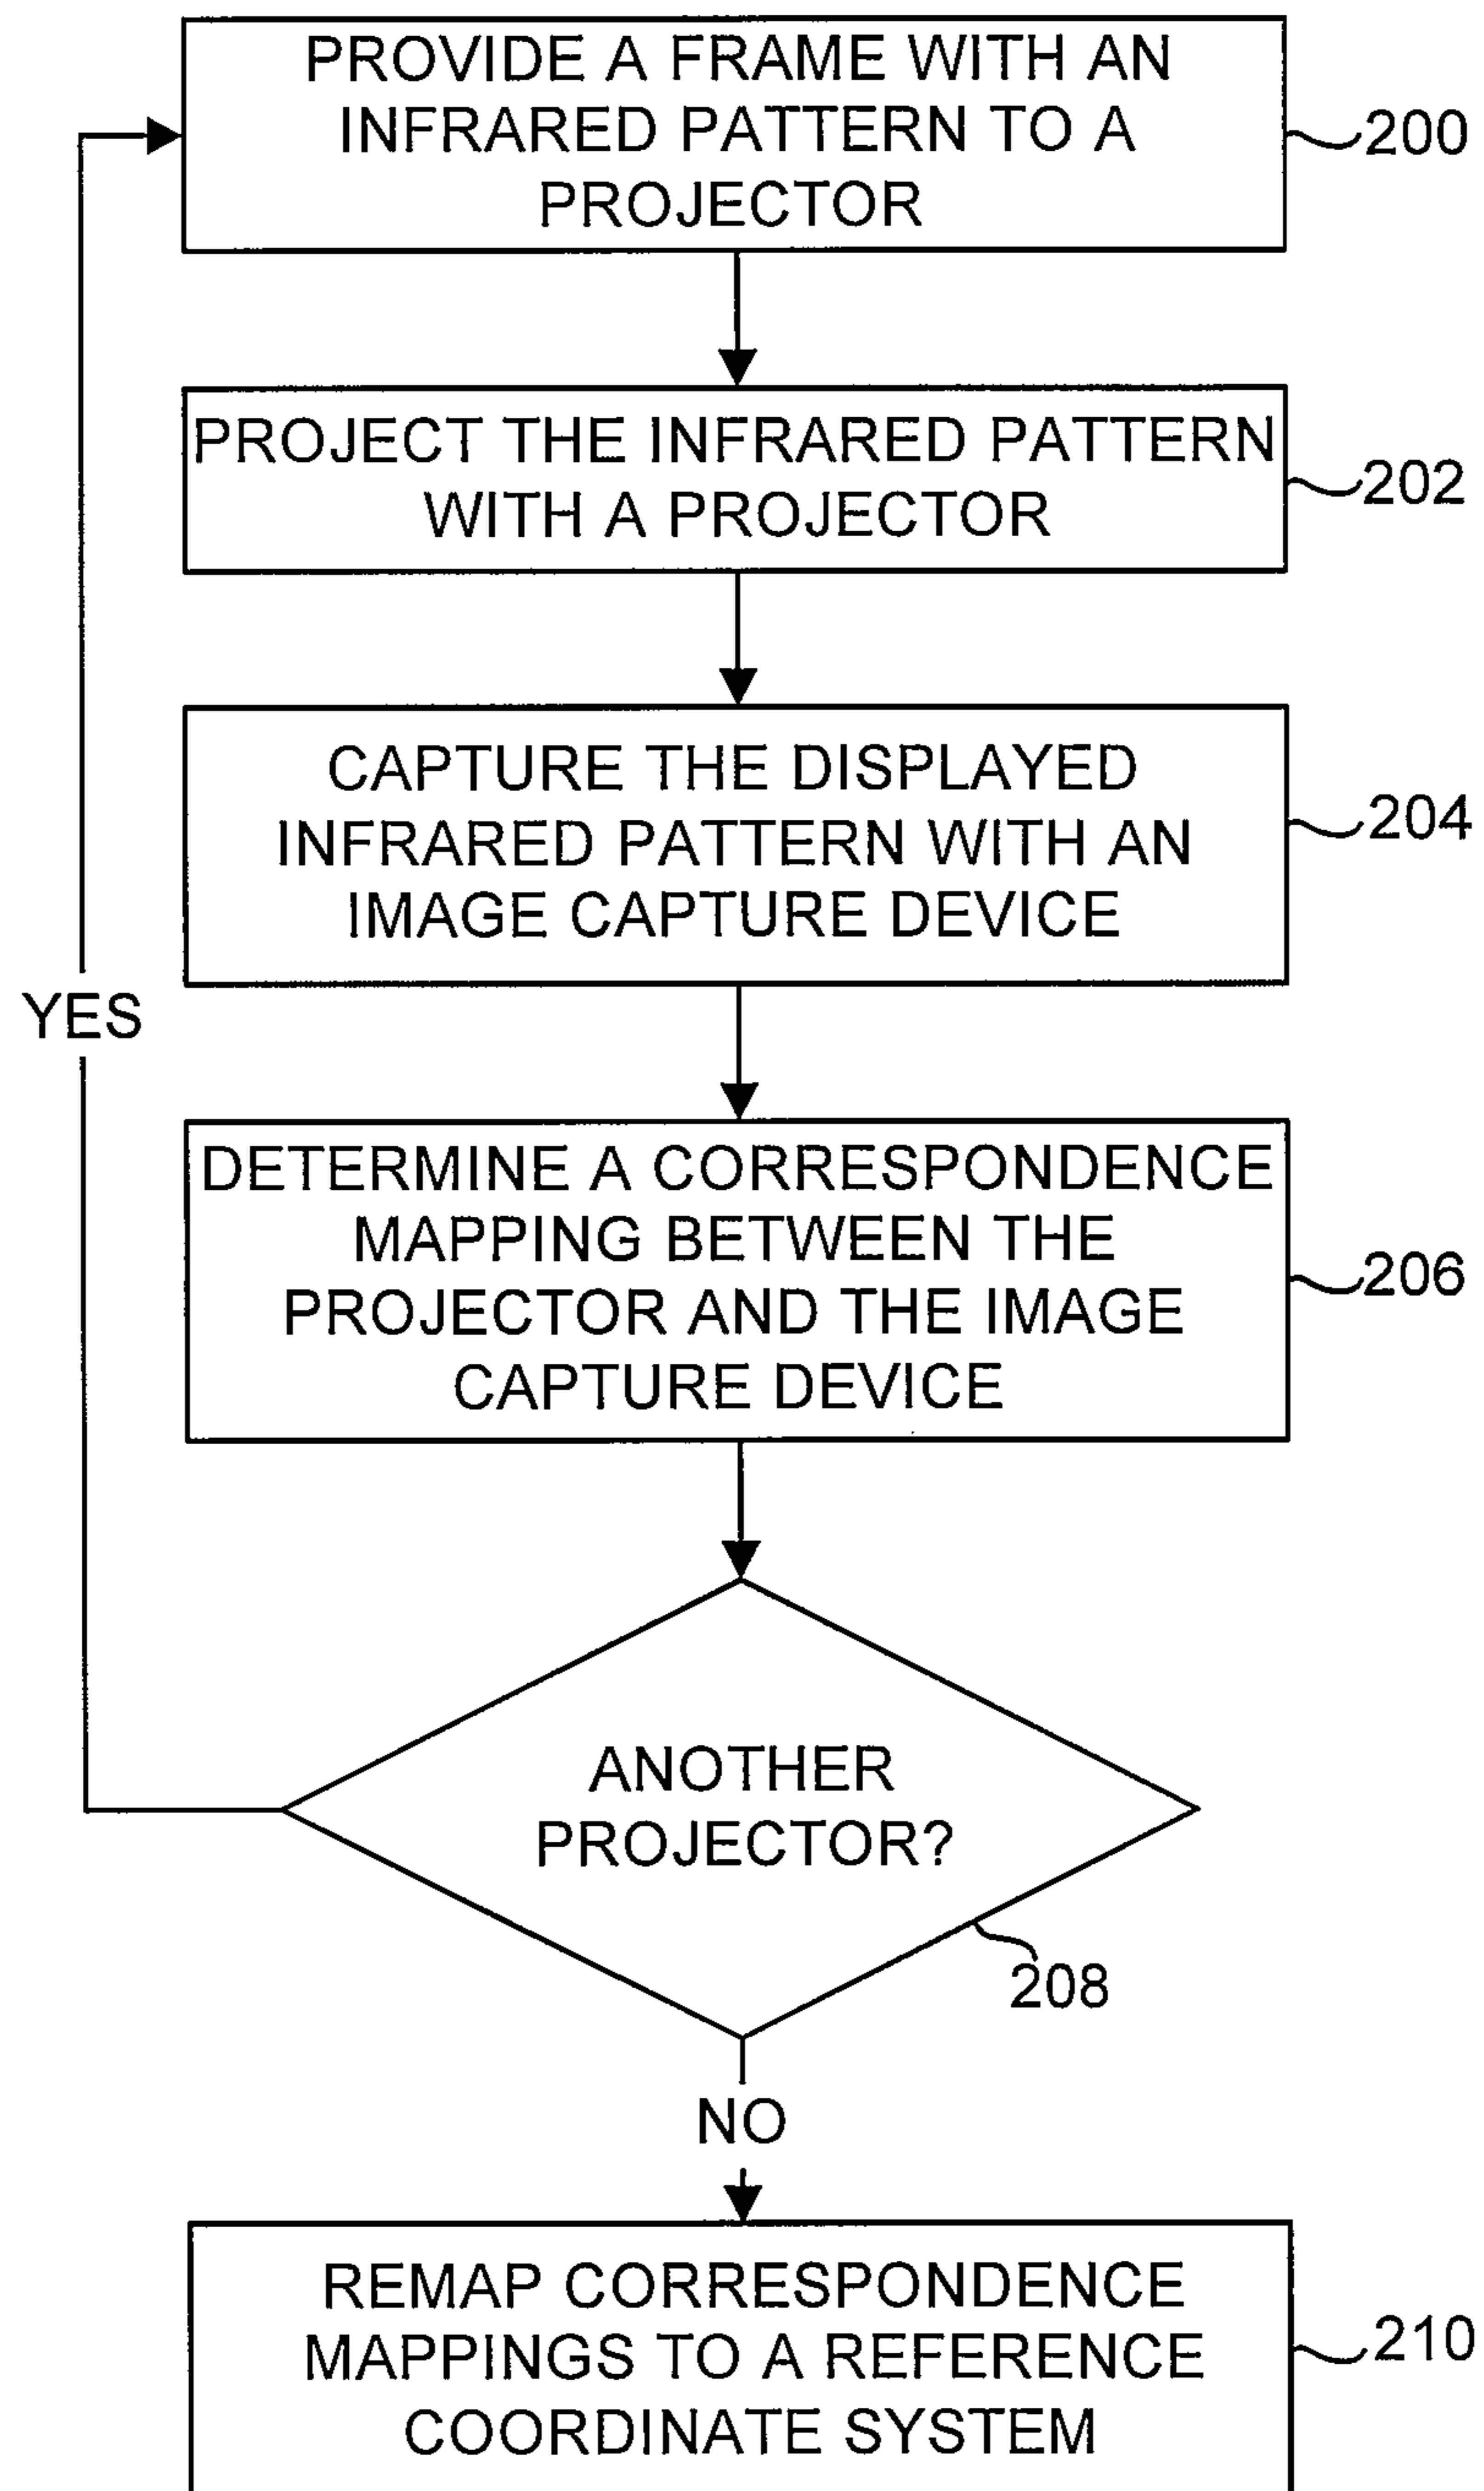 PROVIDE A FRAME WITH AN
INFRARED PATTERN TO A
PROJECTOR
200
PROJECT THE INFRARED PATTERN
WITH A PROJECTOR
202
CAPTURE THE DISPLAYED
INFRARED PATTERN WITH AN
IMAGE CAPTURE DEVICE
204
YES
DETERMINE A CORRESPONDENCE
MAPPING BETWEEN THE
PROJECTOR AND THE IMAGE
CAPTURE DEVICE
206
ANOTHER
PROJECTOR?
208
NO
REMAP CORRESPONDENCE
MAPPINGS TO A REFERENCE
COORDINATE SYSTEM
210